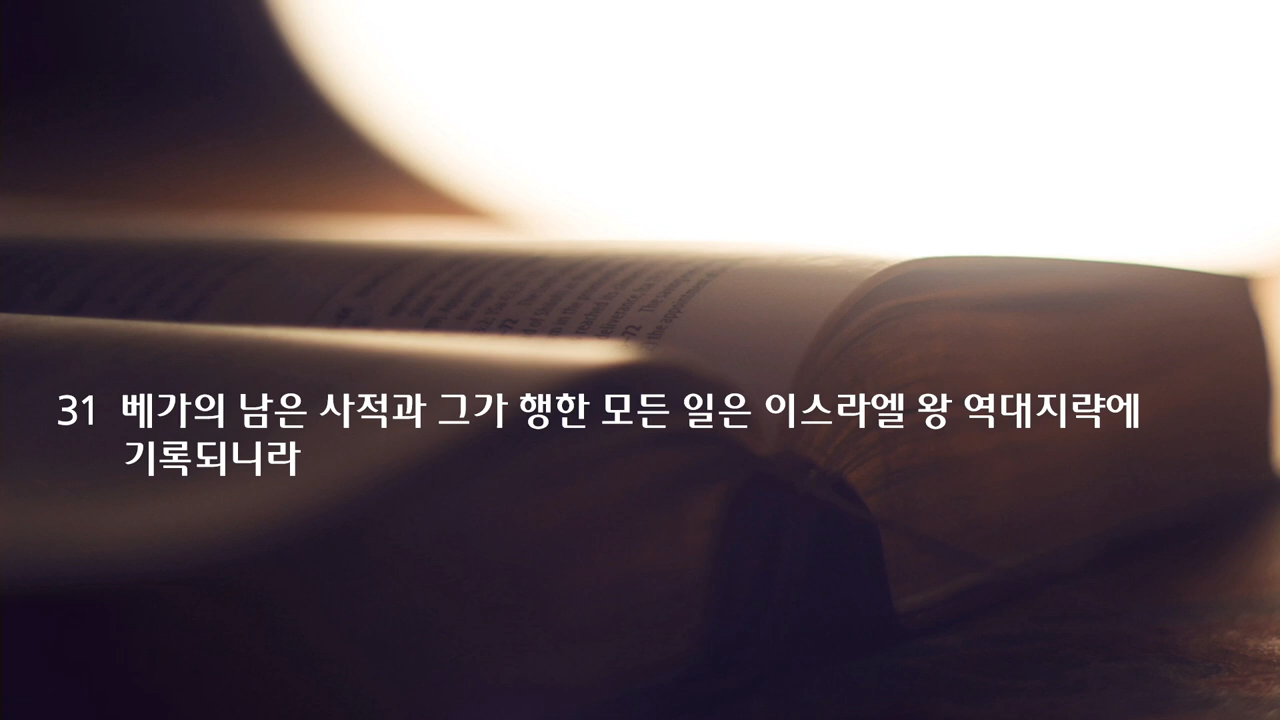 31 베가의 남은 사적과 그가 행한 모든 일은 이스라엘 왕 역대지략에
기록되니라